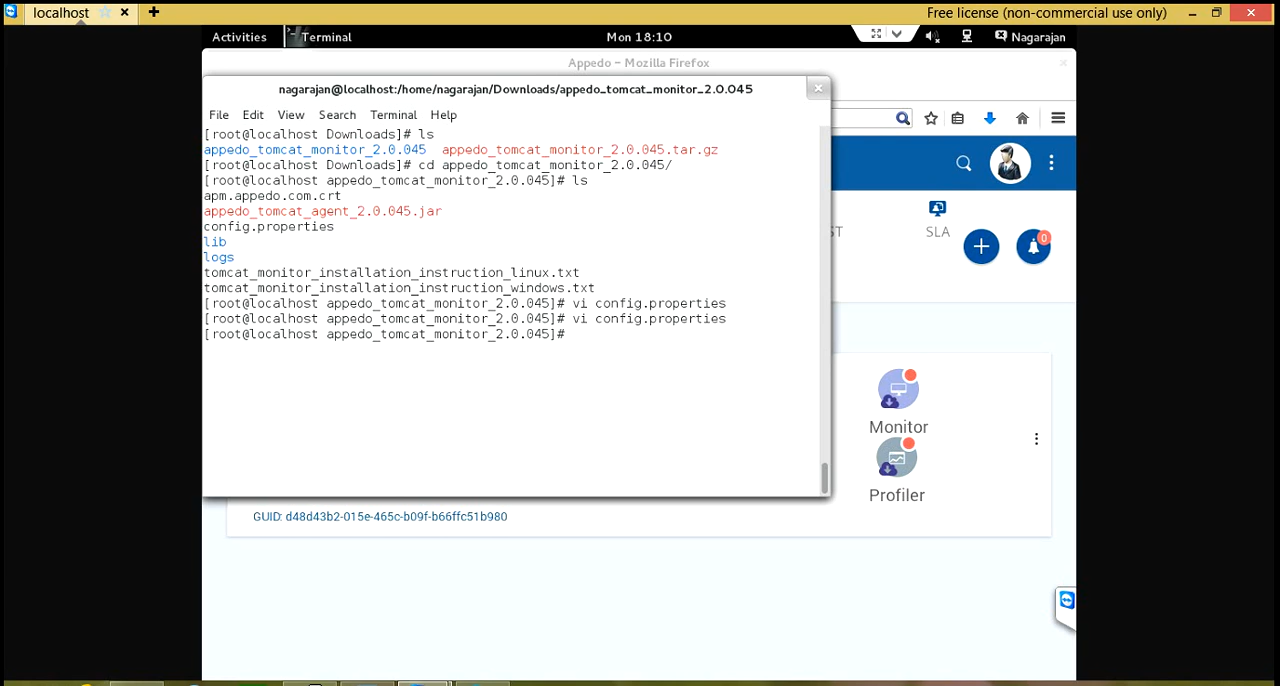 localhost
Free license (non-commercial use only)
Activities
Terminal
Mon 18:10
Nagarajan
Appedo - Mozilla Firefox
nagarajan@localhost:/home/nagarajan/Downloads/appedo_tomcat_monitor_2.0.045
File Edit View Search Terminal Help
[root@localhost Downloads]# ls
appedo_tomcat_monitor_2.0.045  appedo_tomcat_monitor_2.0.045.tar.gz
[root@localhost Downloads]# cd appedo_tomcat_monitor_2.0.045/
[root@localhost appedo_tomcat_monitor_2.0.045]# ls
apm.appedo.com.crt
appedo_tomcat_agent_2.0.045.jar
config.properties
lib
logs
tomcat_monitor_installation_instruction_linux.txt
tomcat_monitor_installation_instruction_windows.txt
[root@localhost appedo_tomcat_monitor_2.0.045]# vi config.properties
[root@localhost appedo_tomcat_monitor_2.0.045]# vi config.properties
[root@localhost appedo_tomcat_monitor_2.0.045]#
ST
SLA
0
Monitor
Profiler
GUID: d48d43b2-015e-465c-b09f-b66ffc51b980